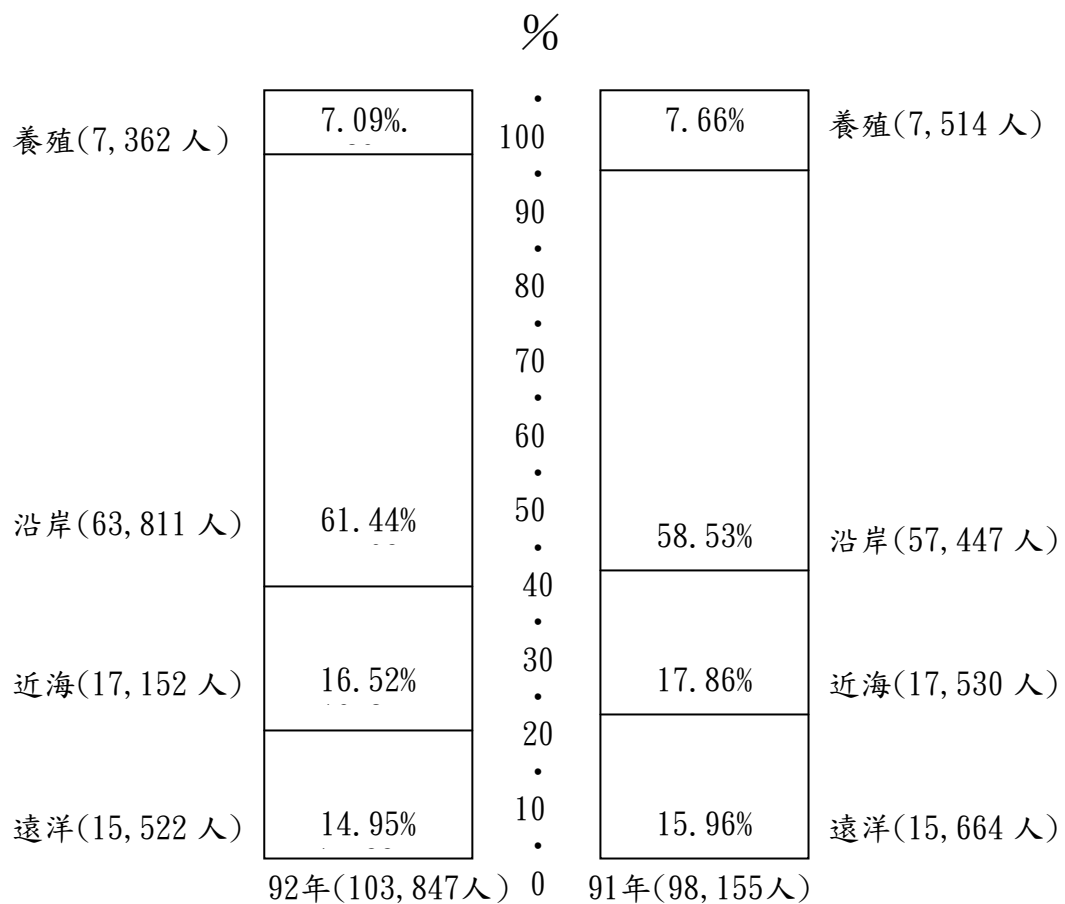 %
養殖(7,362 人)
7.09%.
100
7.66%
養殖(7,514 人)
90
80
70
60
沿岸(63,811 人)
61.44%
50
58.53%
沿岸(57,447 人)
40
近海(17,152 人)
16.52%
30
17.86%
近海(17,530 人)
20
遠洋(15,522 人)
14.95%
10
15.96%
遠洋(15,664 人)
92年(103,847人)
0
91年(98,155人)